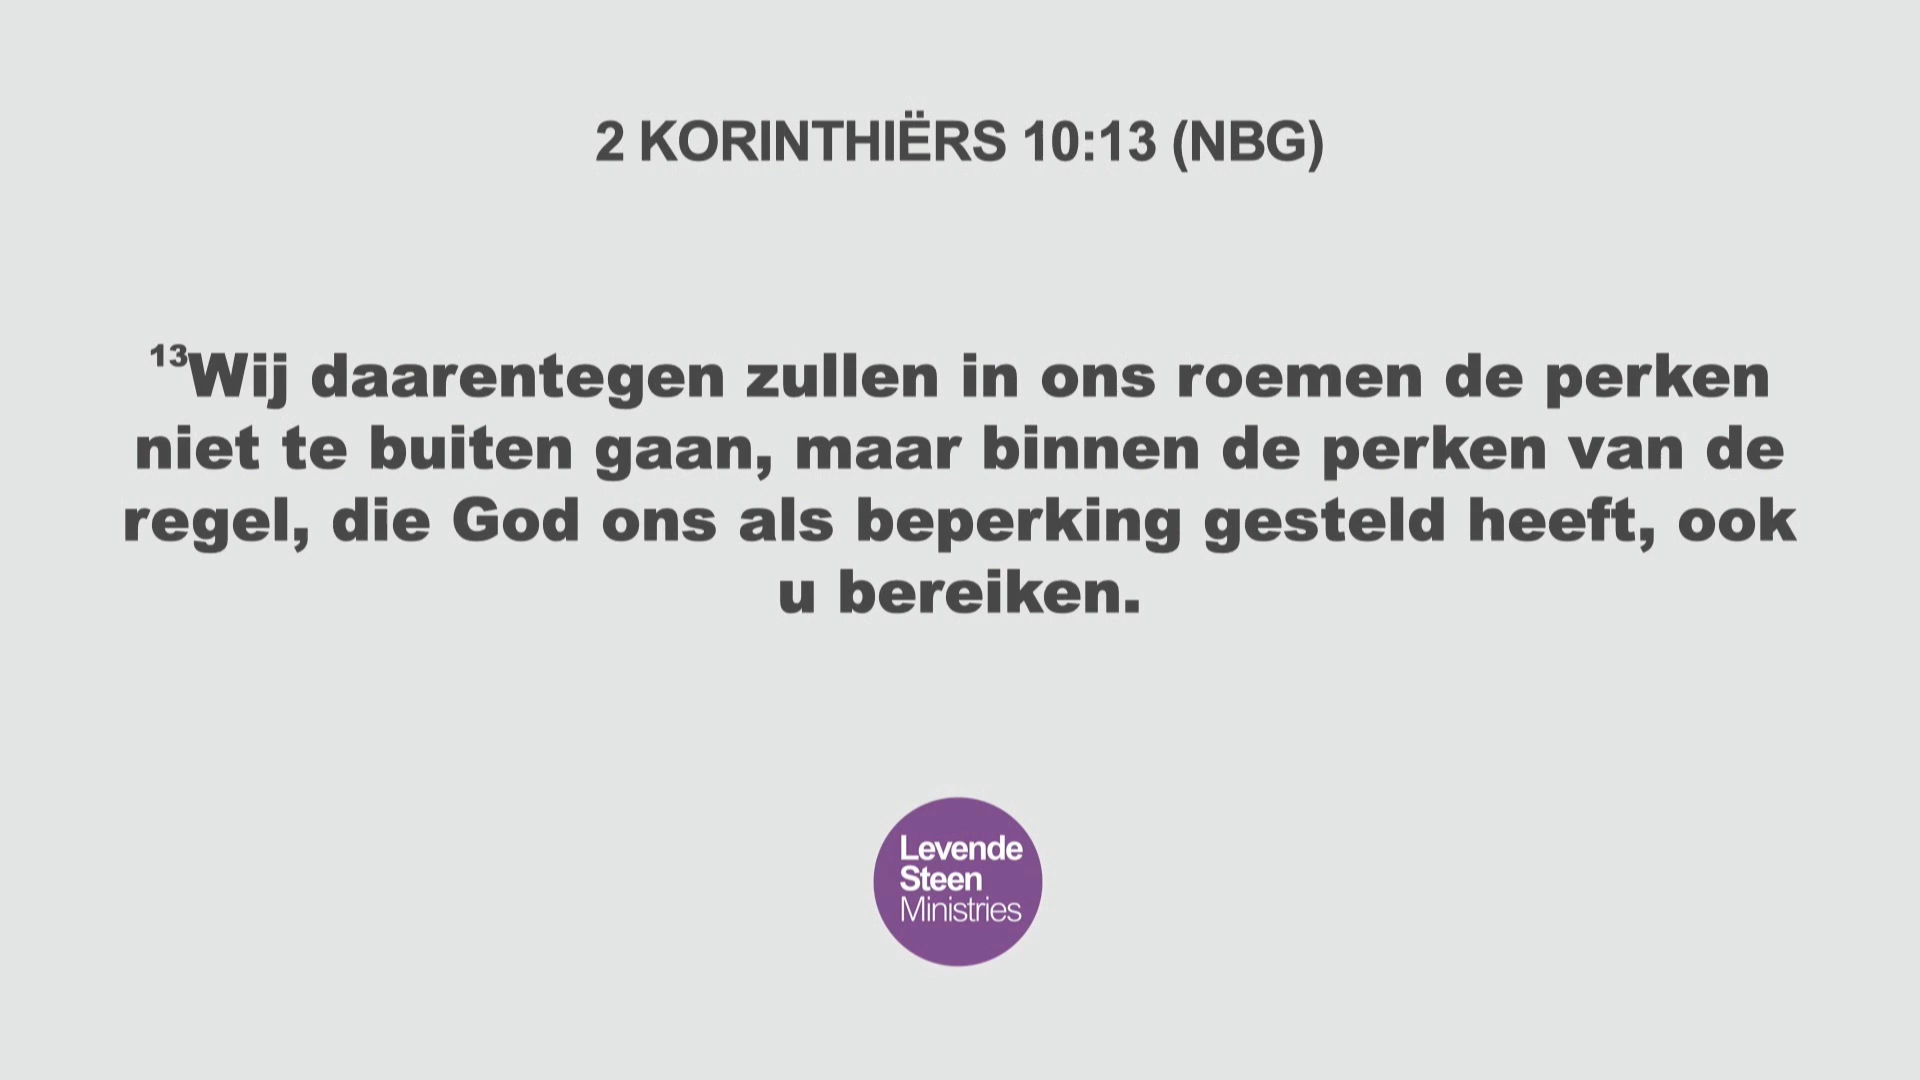 2 KORINTHIËRS 10:13 (NBG)
13Wij daarentegen zullen in ons roemen de perken
niet te buiten gaan, maar binnen de perken van de
regel, die God ons als beperking gesteld heeft, ook
u bereiken.
Levende
Steen
Ministries